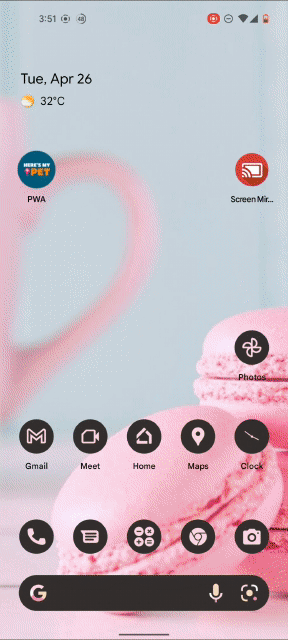 3:51 48
Tue, Apr 26
32°C
HERE'S MY
PET
PWA
Screen Mir...
Photos
Gmail
Meet
Home
Maps
Clock